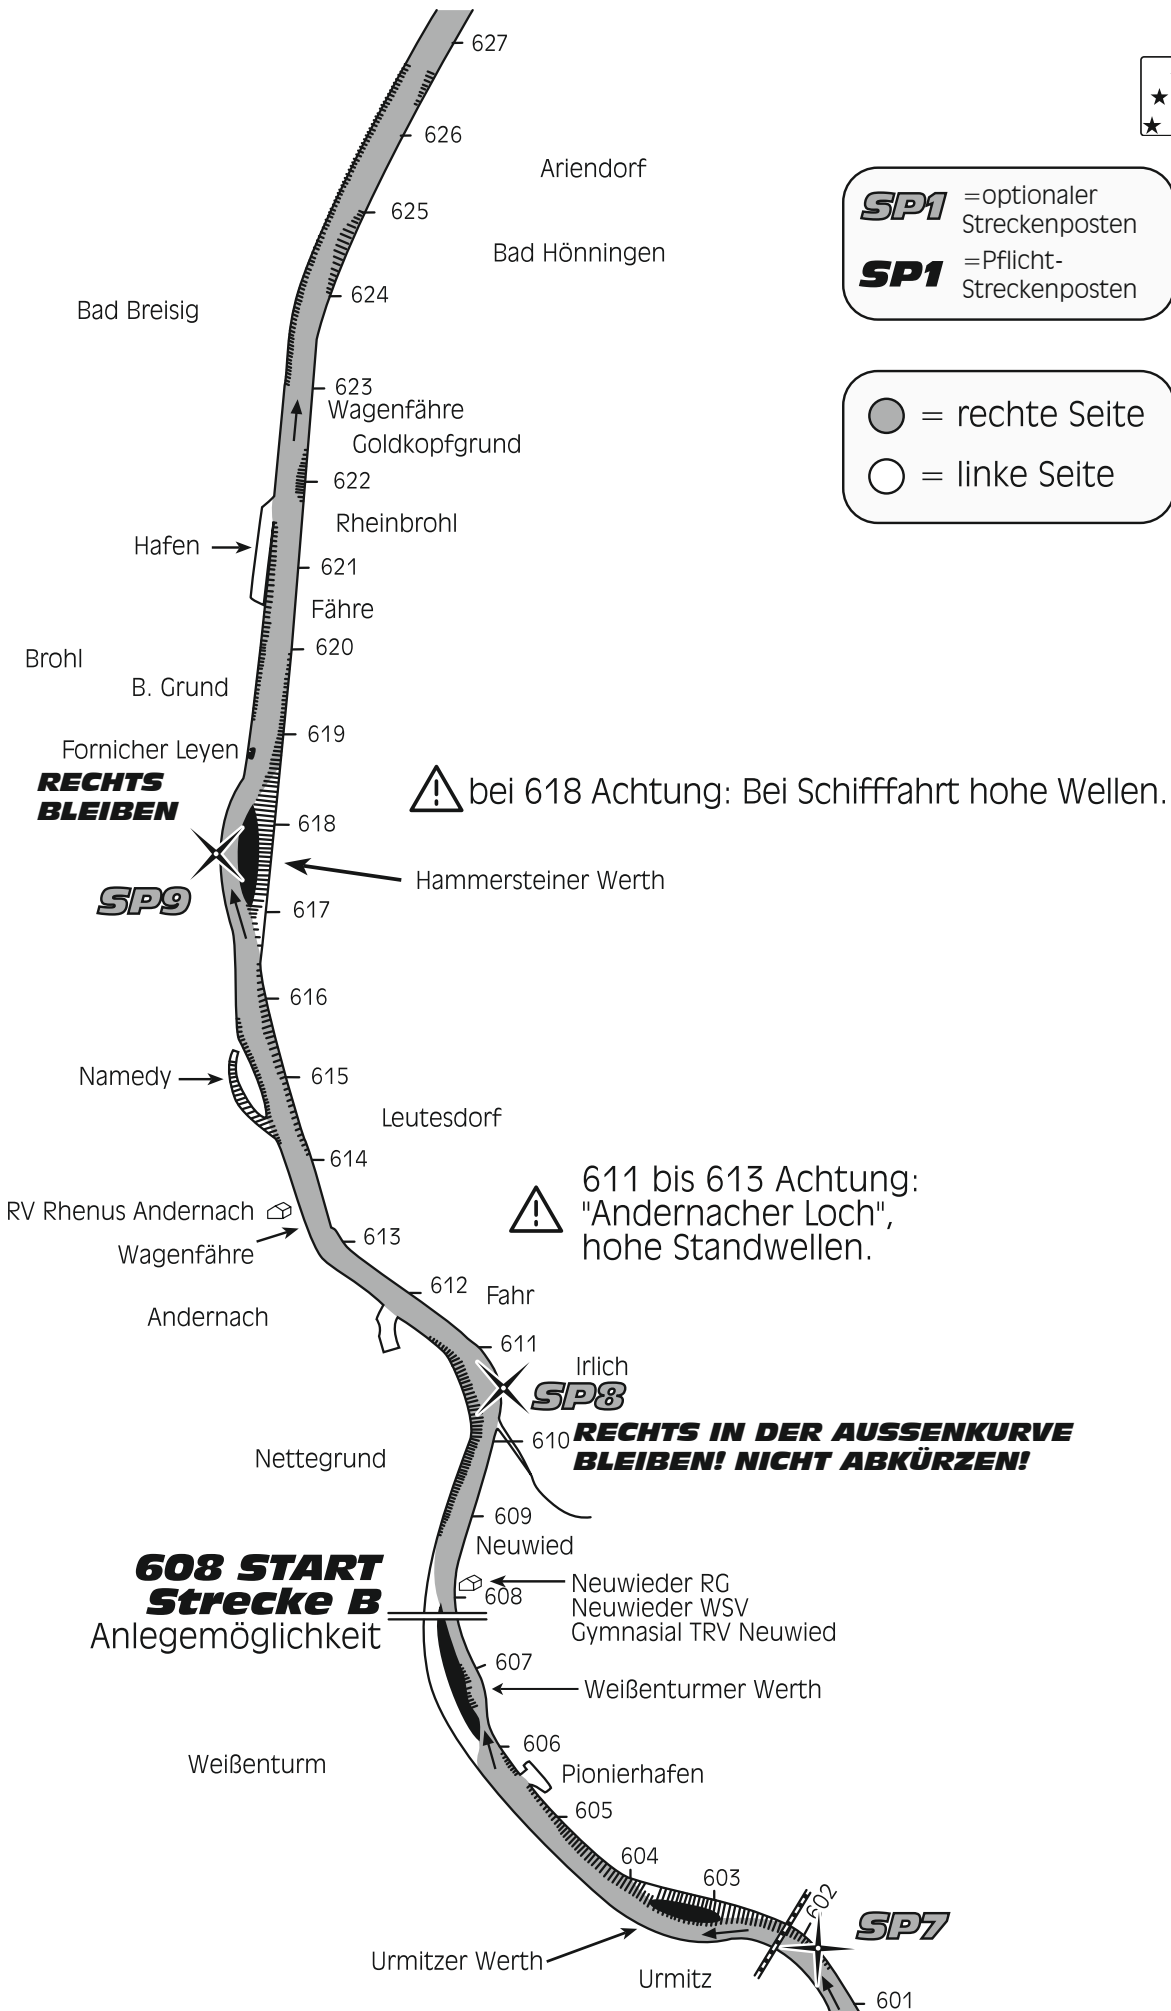 627
626
Ariendorf
SP1 =optionaler
Streckenposten
625
Bad Hönningen
SP1 =Pflicht-
Streckenposten
624
Bad Breisig
623
Wagenfähre
= rechte Seite
Goldkopfgrund
622
= linke Seite
Rheinbrohl
Hafen
621
Fähre
620
Brohl
B. Grund
619
Fornicher Leyen
RECHTS
BLEIBEN
bei 618 Achtung: Bei Schifffahrt hohe Wellen.
618
Hammersteiner Werth
SP9
617
616
Namedy
615
Leutesdorf
614
611 bis 613 Achtung:
"Andernacher Loch",
hohe Standwellen.
RV Rhenus Andernach
Wagenfähre
613
612
Fahr
Andernach
611
Irlich
SP8
RECHTS IN DER AUSSENKURVE
BLEIBEN! NICHT ABKÜRZEN!
610
Nettegrund
609
Neuwied
608 START
Strecke B
Anlegemöglichkeit
Neuwieder RG
Neuwieder WSV
Gymnasial TRV Neuwied
608
607
Weißenturmer Werth
606
Weißenturm
Pionierhafen
605
604
603
602
SP7
Urmitzer Werth
Urmitz
601